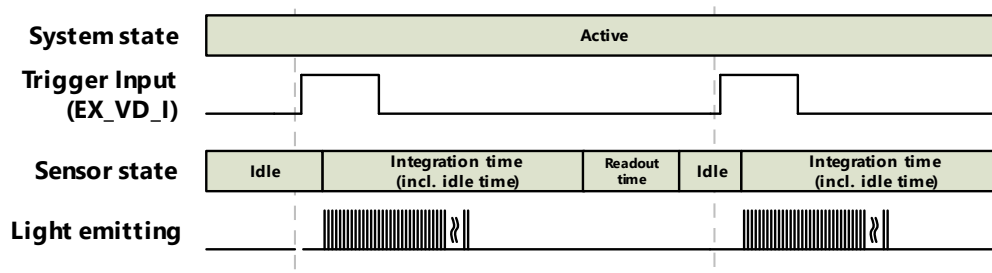 System state
Active
Trigger Input
(EX_VD_I)
Sensor state
Idle
Integration time
(incl. idle time)
Readout
time
Idle
Integration time
(incl. idle time)
Light emitting